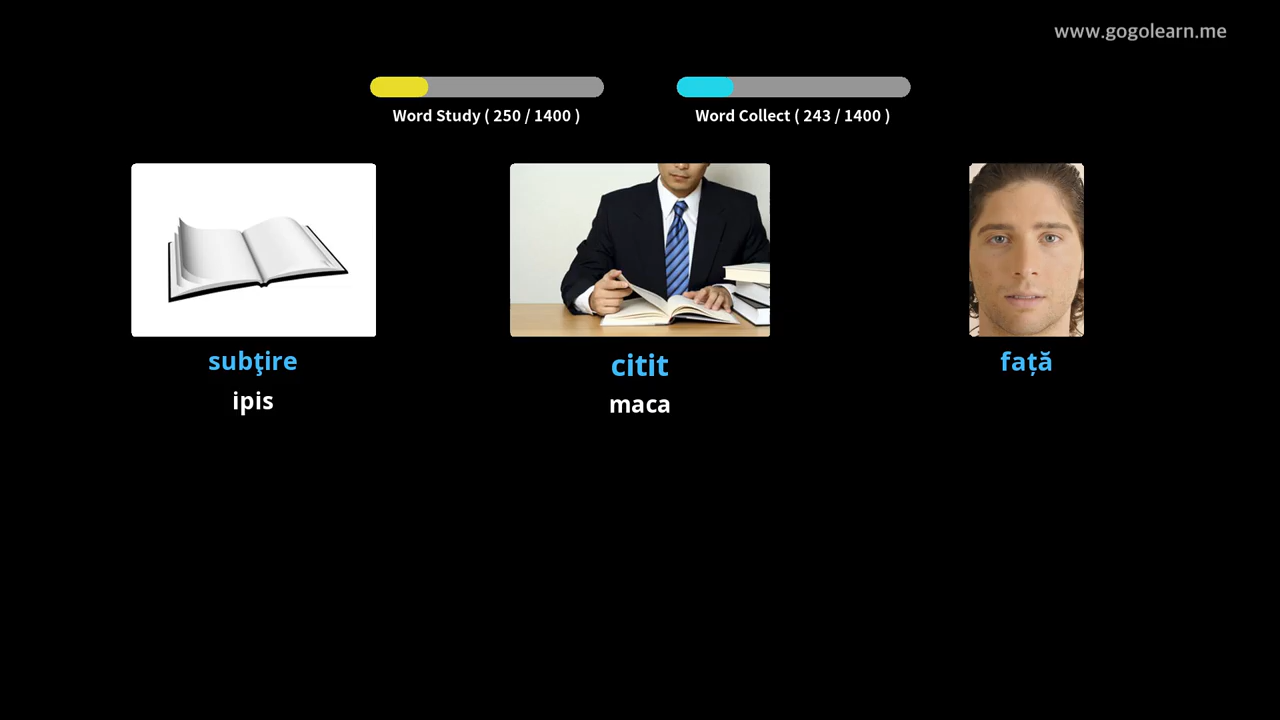 www.gogolearn.me
Word Study ( 250 / 1400 )
Word Collect ( 243 / 1400 )
subţire
ipis
citit
maca
față